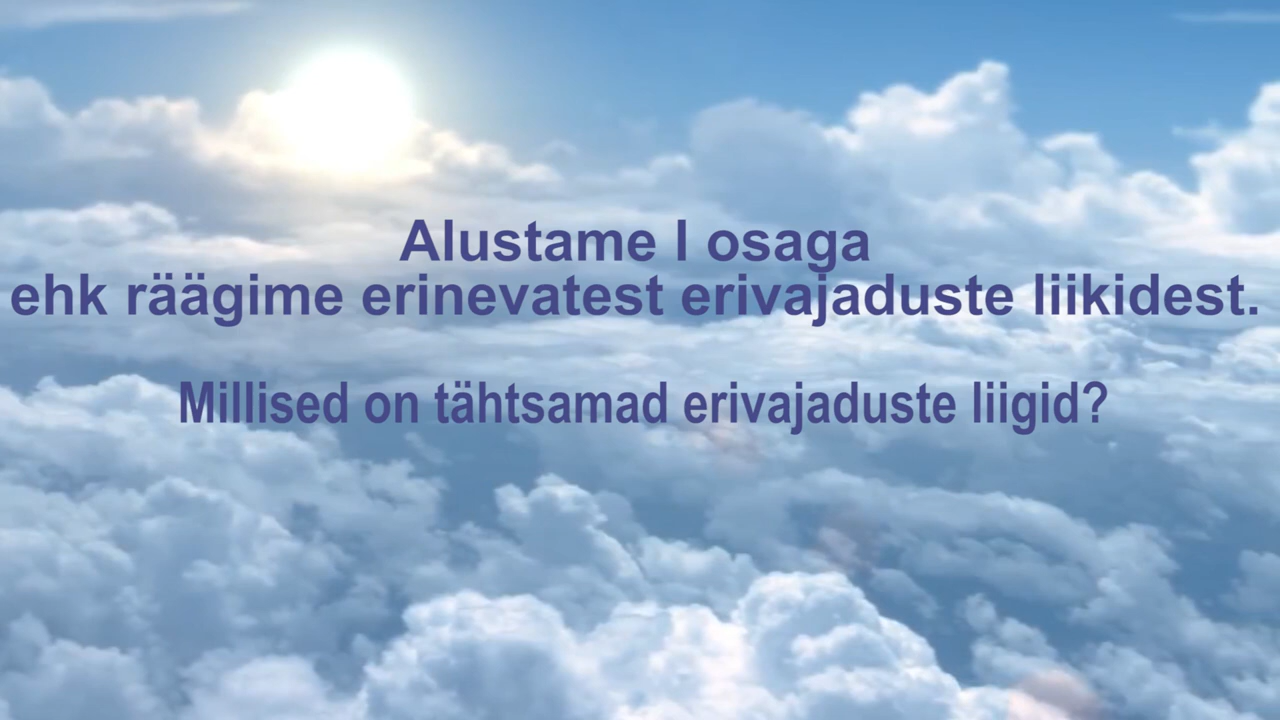 Alustame I osaga
ehk räägime erinevatest erivajaduste liikidest.
Millised on tähtsamad erivajaduste liigid?